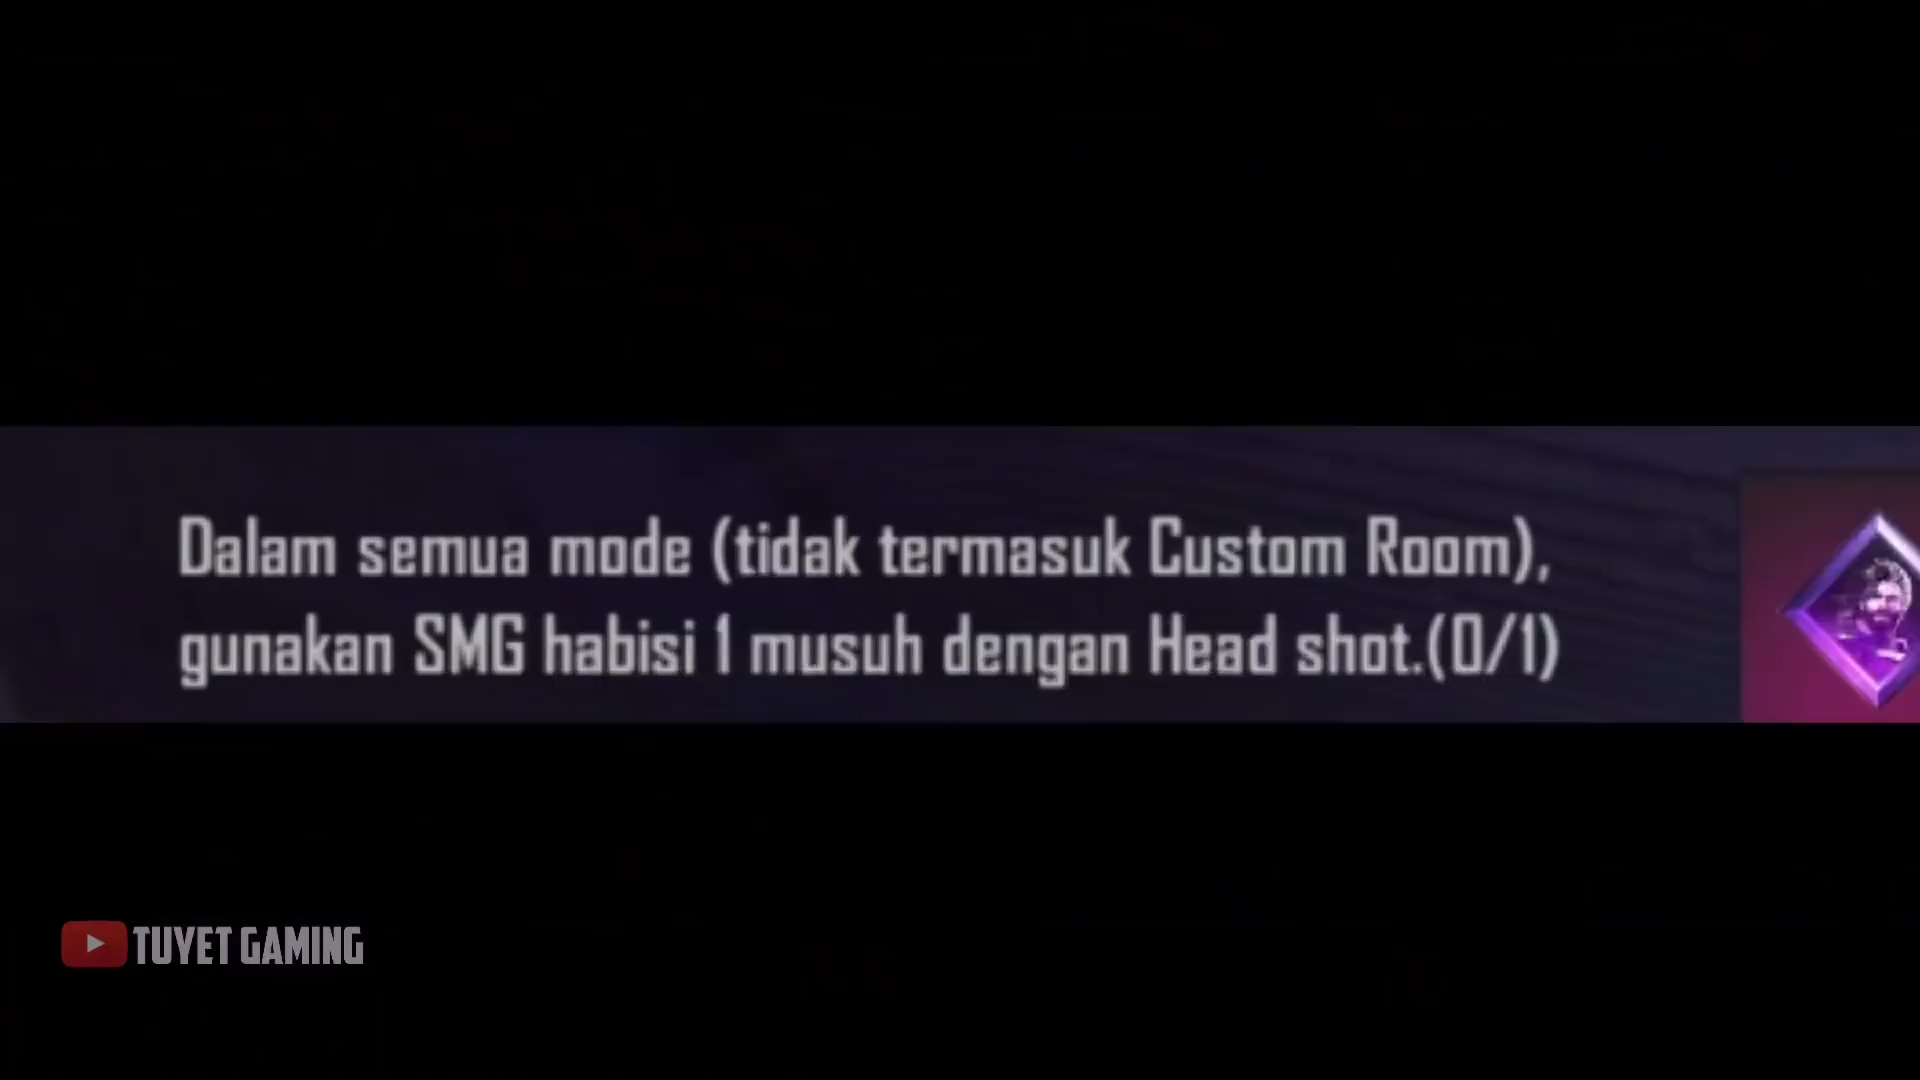 Dalam semua mode (tidak termasuk Custom Room),
gunakan SMG habisi 1 musuh dengan Head shot.(0/1)
TUYET GAMING